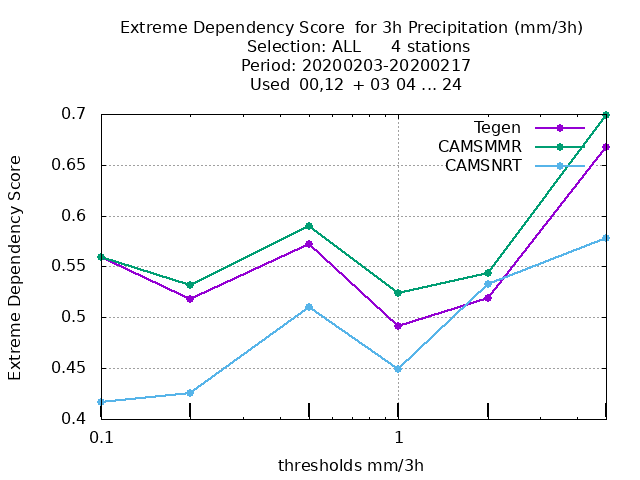 Extreme Dependency Score  for 3h Precipitation (mm/3h)
Selection: ALL      4 stations
Period: 20200203-20200217
Used  00,12  + 03 04 ... 24
0.7
0.65
0.6
0.55
0.5
0.45
0.4
Extreme Dependency Score
Tegen
CAMSMMR
CAMSNRT
0.1
1
thresholds mm/3h